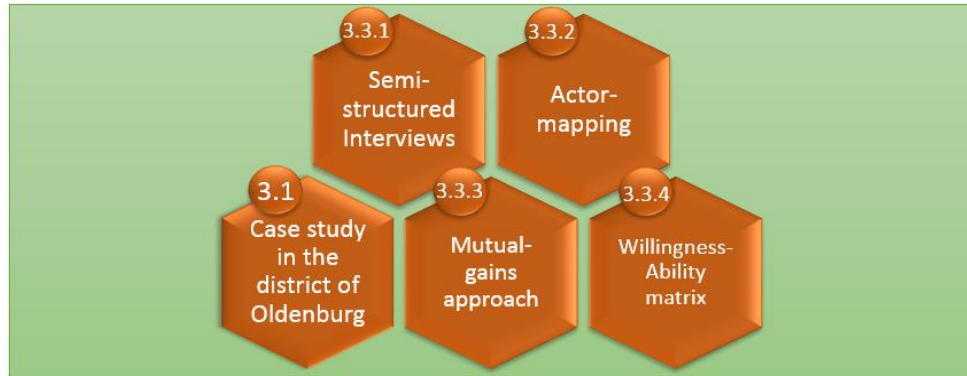 3.3.1
Semi-
structured
Interviews
3.3.2
Actor-
mapping
3.1
Case study
in the
district of
Oldenburg
3.3.3
Mutual-
gains
approach
3.3.4
Willingness-
Ability
matrix